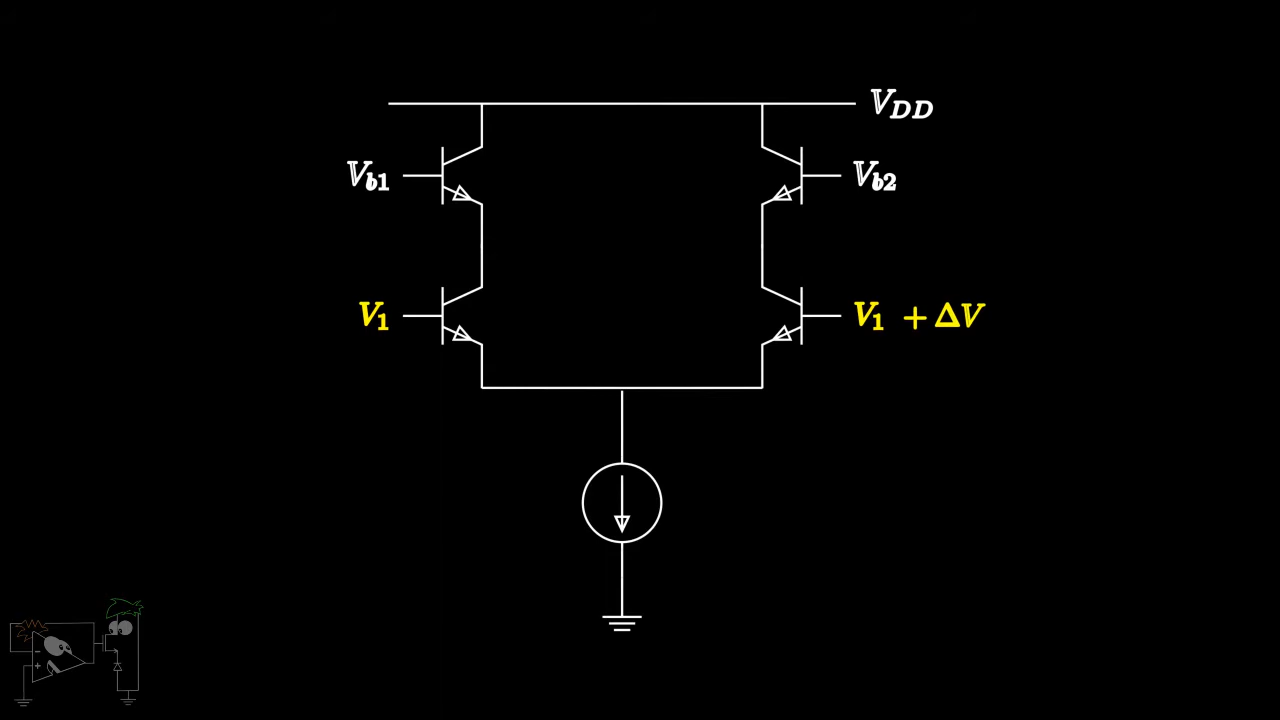 V_DD
V_b1
V_b2
V_1
V_1 + ΔV